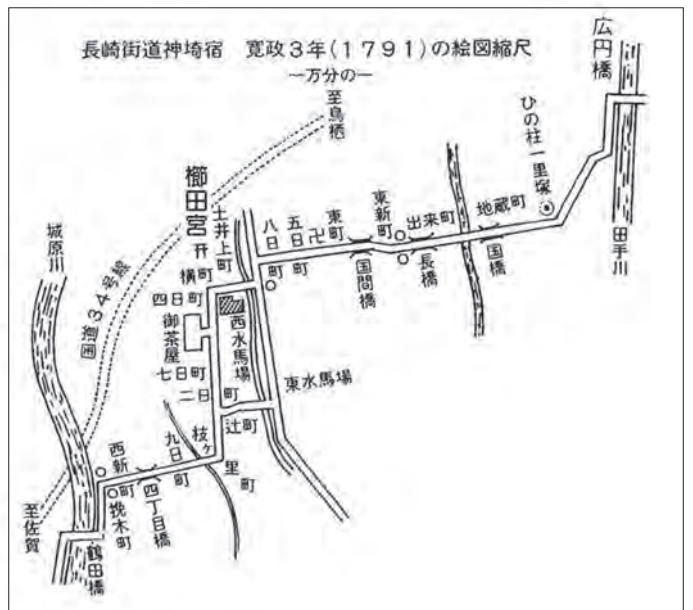 長崎街道神埼宿 寛政3年(1791)の絵図縮尺
一万分の一
広円橋
至鳥栖
ひの柱一里塚
櫛田宮
土井上町
八日町
五日町
卍
東町
東新町
出来町
地蔵町
城原川
国道34号線
横町
国間橋
長橋
国橋
田手川
四日町
御茶屋
西水馬場
七日町
二日町
東水馬場
辻町
枝ヶ里町
九日町
西新町
四丁目橋
挽木町
至佐賀
鶴田橋